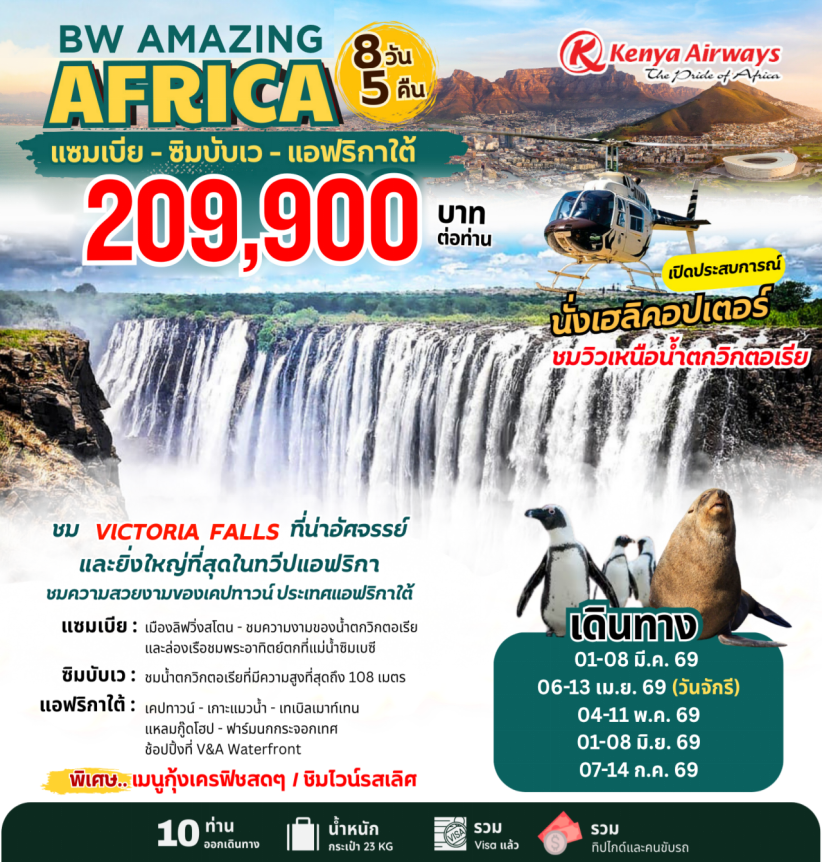 BW AMAZING
AFRICA
8 วัน
5 คืน
Kenya Airways
The Pride of Africa
แซมเบีย - ซิมบับเว - แอฟริกาใต้
209,900
บาท
ต่อท่าน
เปิดประสบการณ์
นั่งเฮลิคอปเตอร์
ชมวิวเหนือน้ำตกวิกตอเรีย
ชม VICTORIA FALLS ที่น่าอัศจรรย์
และยิ่งใหญ่ที่สุดในทวีปแอฟริกา
ชมความสวยงามของเคปทาวน์ ประเทศแอฟริกาใต้
แซมเบีย : เมืองลิฟวิ่งสโตน - ชมความงามของน้ำตกวิกตอเรีย
และล่องเรือชมพระอาทิตย์ตกที่แม่น้ำซิมเบซี
ซิมบับเว : ชมน้ำตกวิกตอเรียที่มีความสูงที่สุดถึง 108 เมตร
แอฟริกาใต้ : เคปทาวน์ - เกาะแมวน้ำ - เทเบิลเมาท์เทน
แหลมกู๊ดโฮป - ฟาร์มนกกระจอกเทศ
ช้อปปิ้งที่ V&A Waterfront
พิเศษ.. เมนูกุ้งเครฟิชสดๆ / ชิมไวน์รสเลิศ
เดินทาง
01-08 มี.ค. 69
06-13 เม.ย. 69 (วันจักรี)
04-11 พ.ค. 69
01-08 มิ.ย. 69
07-14 ก.ค. 69
10 ท่าน
ออกเดินทาง
น้ำหนัก
กระเป๋า 23 KG
VISA
รวม
Visa แล้ว
รวม
ทิปไกด์และคนขับรถ